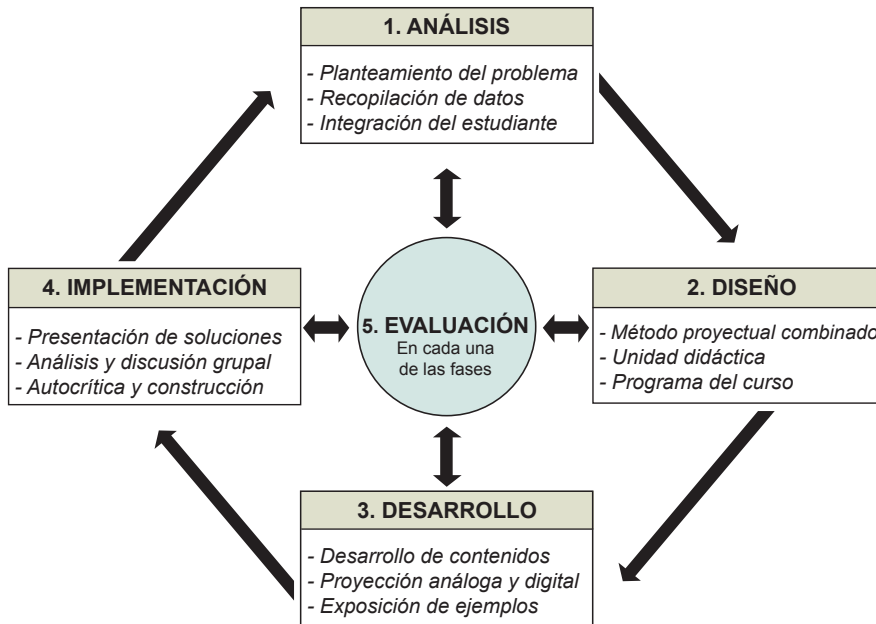 1. ANÁLISIS
- Planteamiento del problema
- Recopilación de datos
- Integración del estudiante
2. DISEÑO
- Método proyectual combinado
- Unidad didáctica
- Programa del curso
3. DESARROLLO
- Desarrollo de contenidos
- Proyección análoga y digital
- Exposición de ejemplos
4. IMPLEMENTACIÓN
- Presentación de soluciones
- Análisis y discusión grupal
- Autocrítica y construcción
5. EVALUACIÓN
En cada una
de las fases